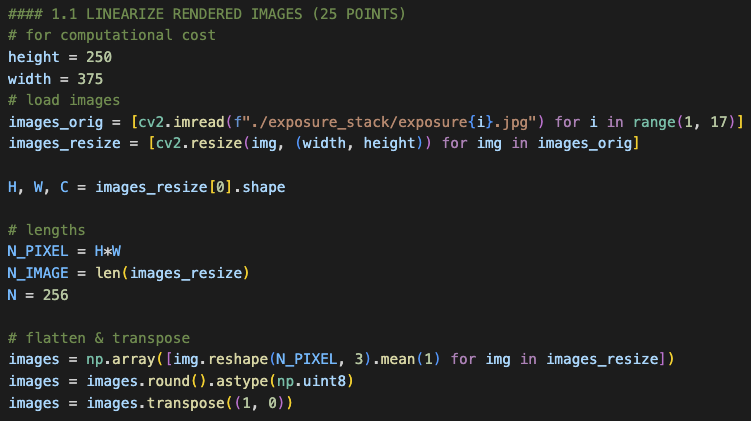 #### 1.1 LINEARIZE RENDERED IMAGES (25 POINTS)
# for computational cost
height = 250
width = 375
# load images
images_orig = [cv2.imread(f"./exposure_stack/exposure{i}.jpg") for i in range(1, 17)]
images_resize = [cv2.resize(img, (width, height)) for img in images_orig]
H, W, C = images_resize[0].shape
# lengths
N_PIXEL = H*W
N_IMAGE = len(images_resize)
N = 256
# flatten & transpose
images = np.array([img.reshape(N_PIXEL, 3).mean(1) for img in images_resize])
images = images.round().astype(np.uint8)
images = images.transpose((1, 0))